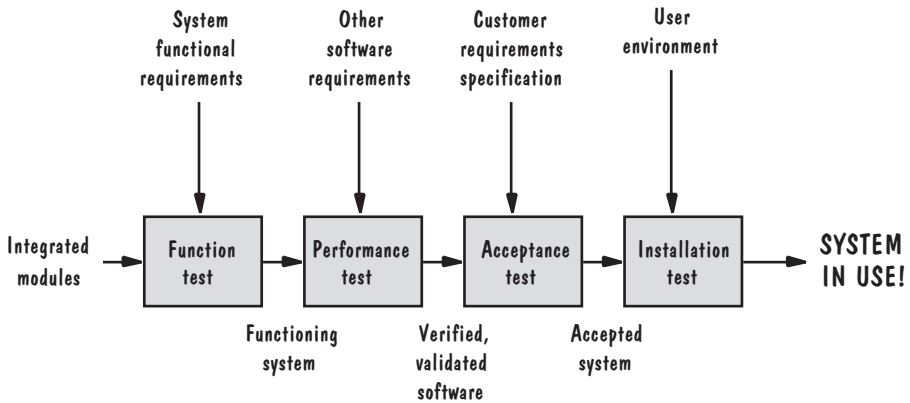 System
functional
requirements
Other
software
requirements
Customer
requirements
specification
User
environment
Integrated
modules
Function
test
Performance
test
Acceptance
test
Installation
test
SYSTEM
IN USE!
Functioning
system
Verified,
validated
software
Accepted
system